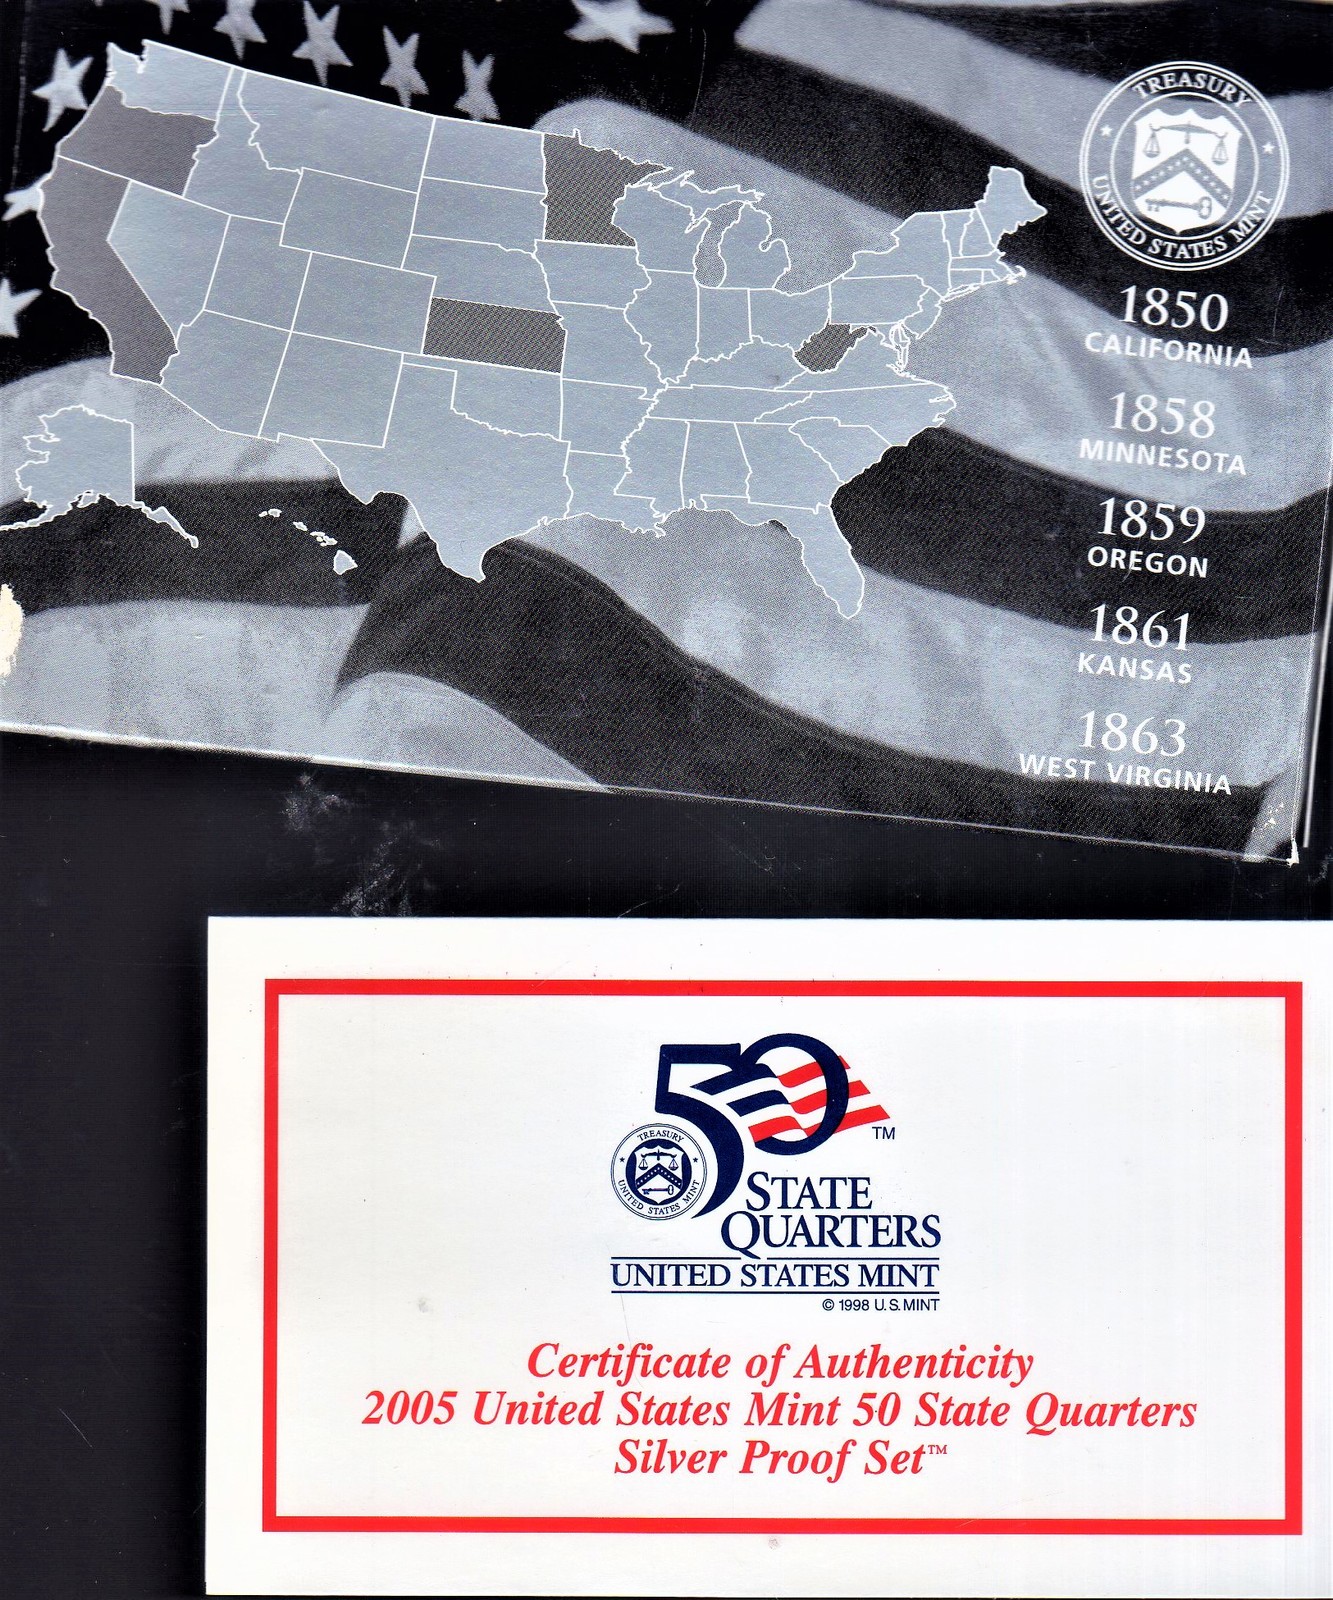 TREASURY
UNITED STATES MINT
1850
CALIFORNIA
1858
MINNESOTA
1859
OREGON
1861
KANSAS
1863
WEST VIRGINIA
50
TM
TREASURY
UNITED STATES MINT
STATE
QUARTERS
UNITED STATES MINT
© 1998 U.S. MINT
Certificate of Authenticity
2005 United States Mint 50 State Quarters
Silver Proof Set™